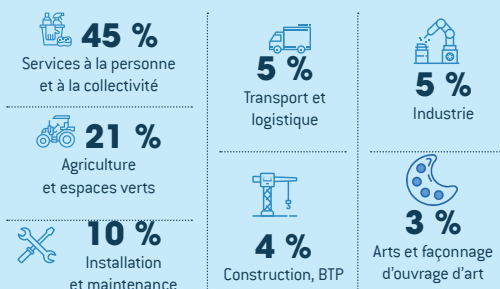 45 %
Services à la personne
et à la collectivité
21 %
Agriculture
et espaces verts
10 %
Installation
et maintenance
5 %
Transport et
logistique
4 %
Construction, BTP
5 %
Industrie
3 %
Arts et façonnage
d'ouvrage d'art